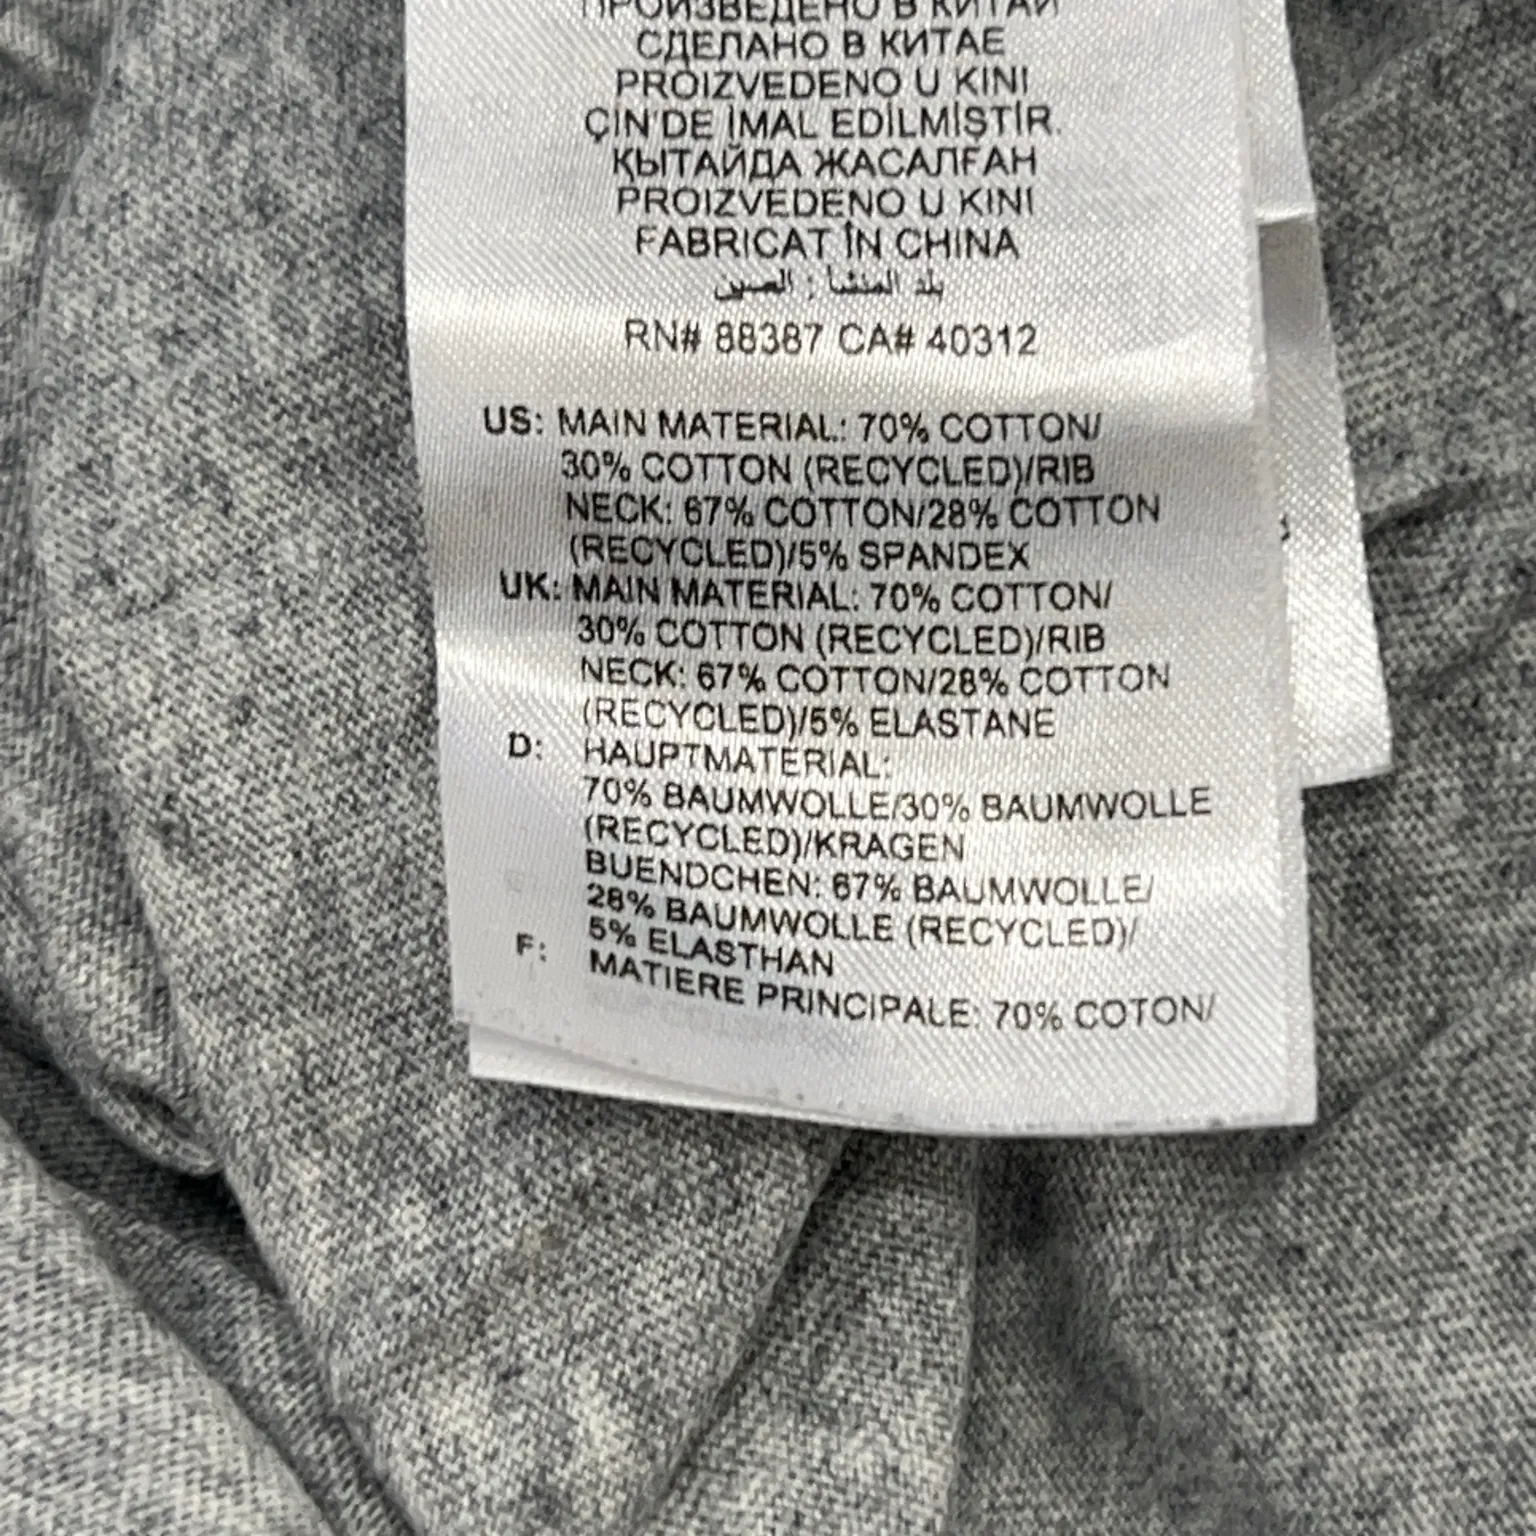 ПРОИЗВЕДЕНО В КИТАЙ
СДЕЛАНО В КИТАЕ
PROIZVEDENO U KINI
ÇİN'DE İMAL EDİLMİŞTİR.
ҚЫТАЙДА ЖАСАЛҒАН
PROIZVEDENO U KINI
FABRICAT ÎN CHINA
بلد المنشأ : الصين
RN# 88387 CA# 40312
US: MAIN MATERIAL: 70% COTTON/
30% COTTON (RECYCLED)/RIB
NECK: 67% COTTON/28% COTTON
(RECYCLED)/5% SPANDEX
UK: MAIN MATERIAL: 70% COTTON/
30% COTTON (RECYCLED)/RIB
NECK: 67% COTTON/28% COTTON
(RECYCLED)/5% ELASTANE
D: HAUPTMATERIAL:
70% BAUMWOLLE/30% BAUMWOLLE
(RECYCLED)/KRAGEN
BUENDCHEN: 67% BAUMWOLLE/
28% BAUMWOLLE (RECYCLED)/
5% ELASTHAN
F: MATIERE PRINCIPALE: 70% COTON/